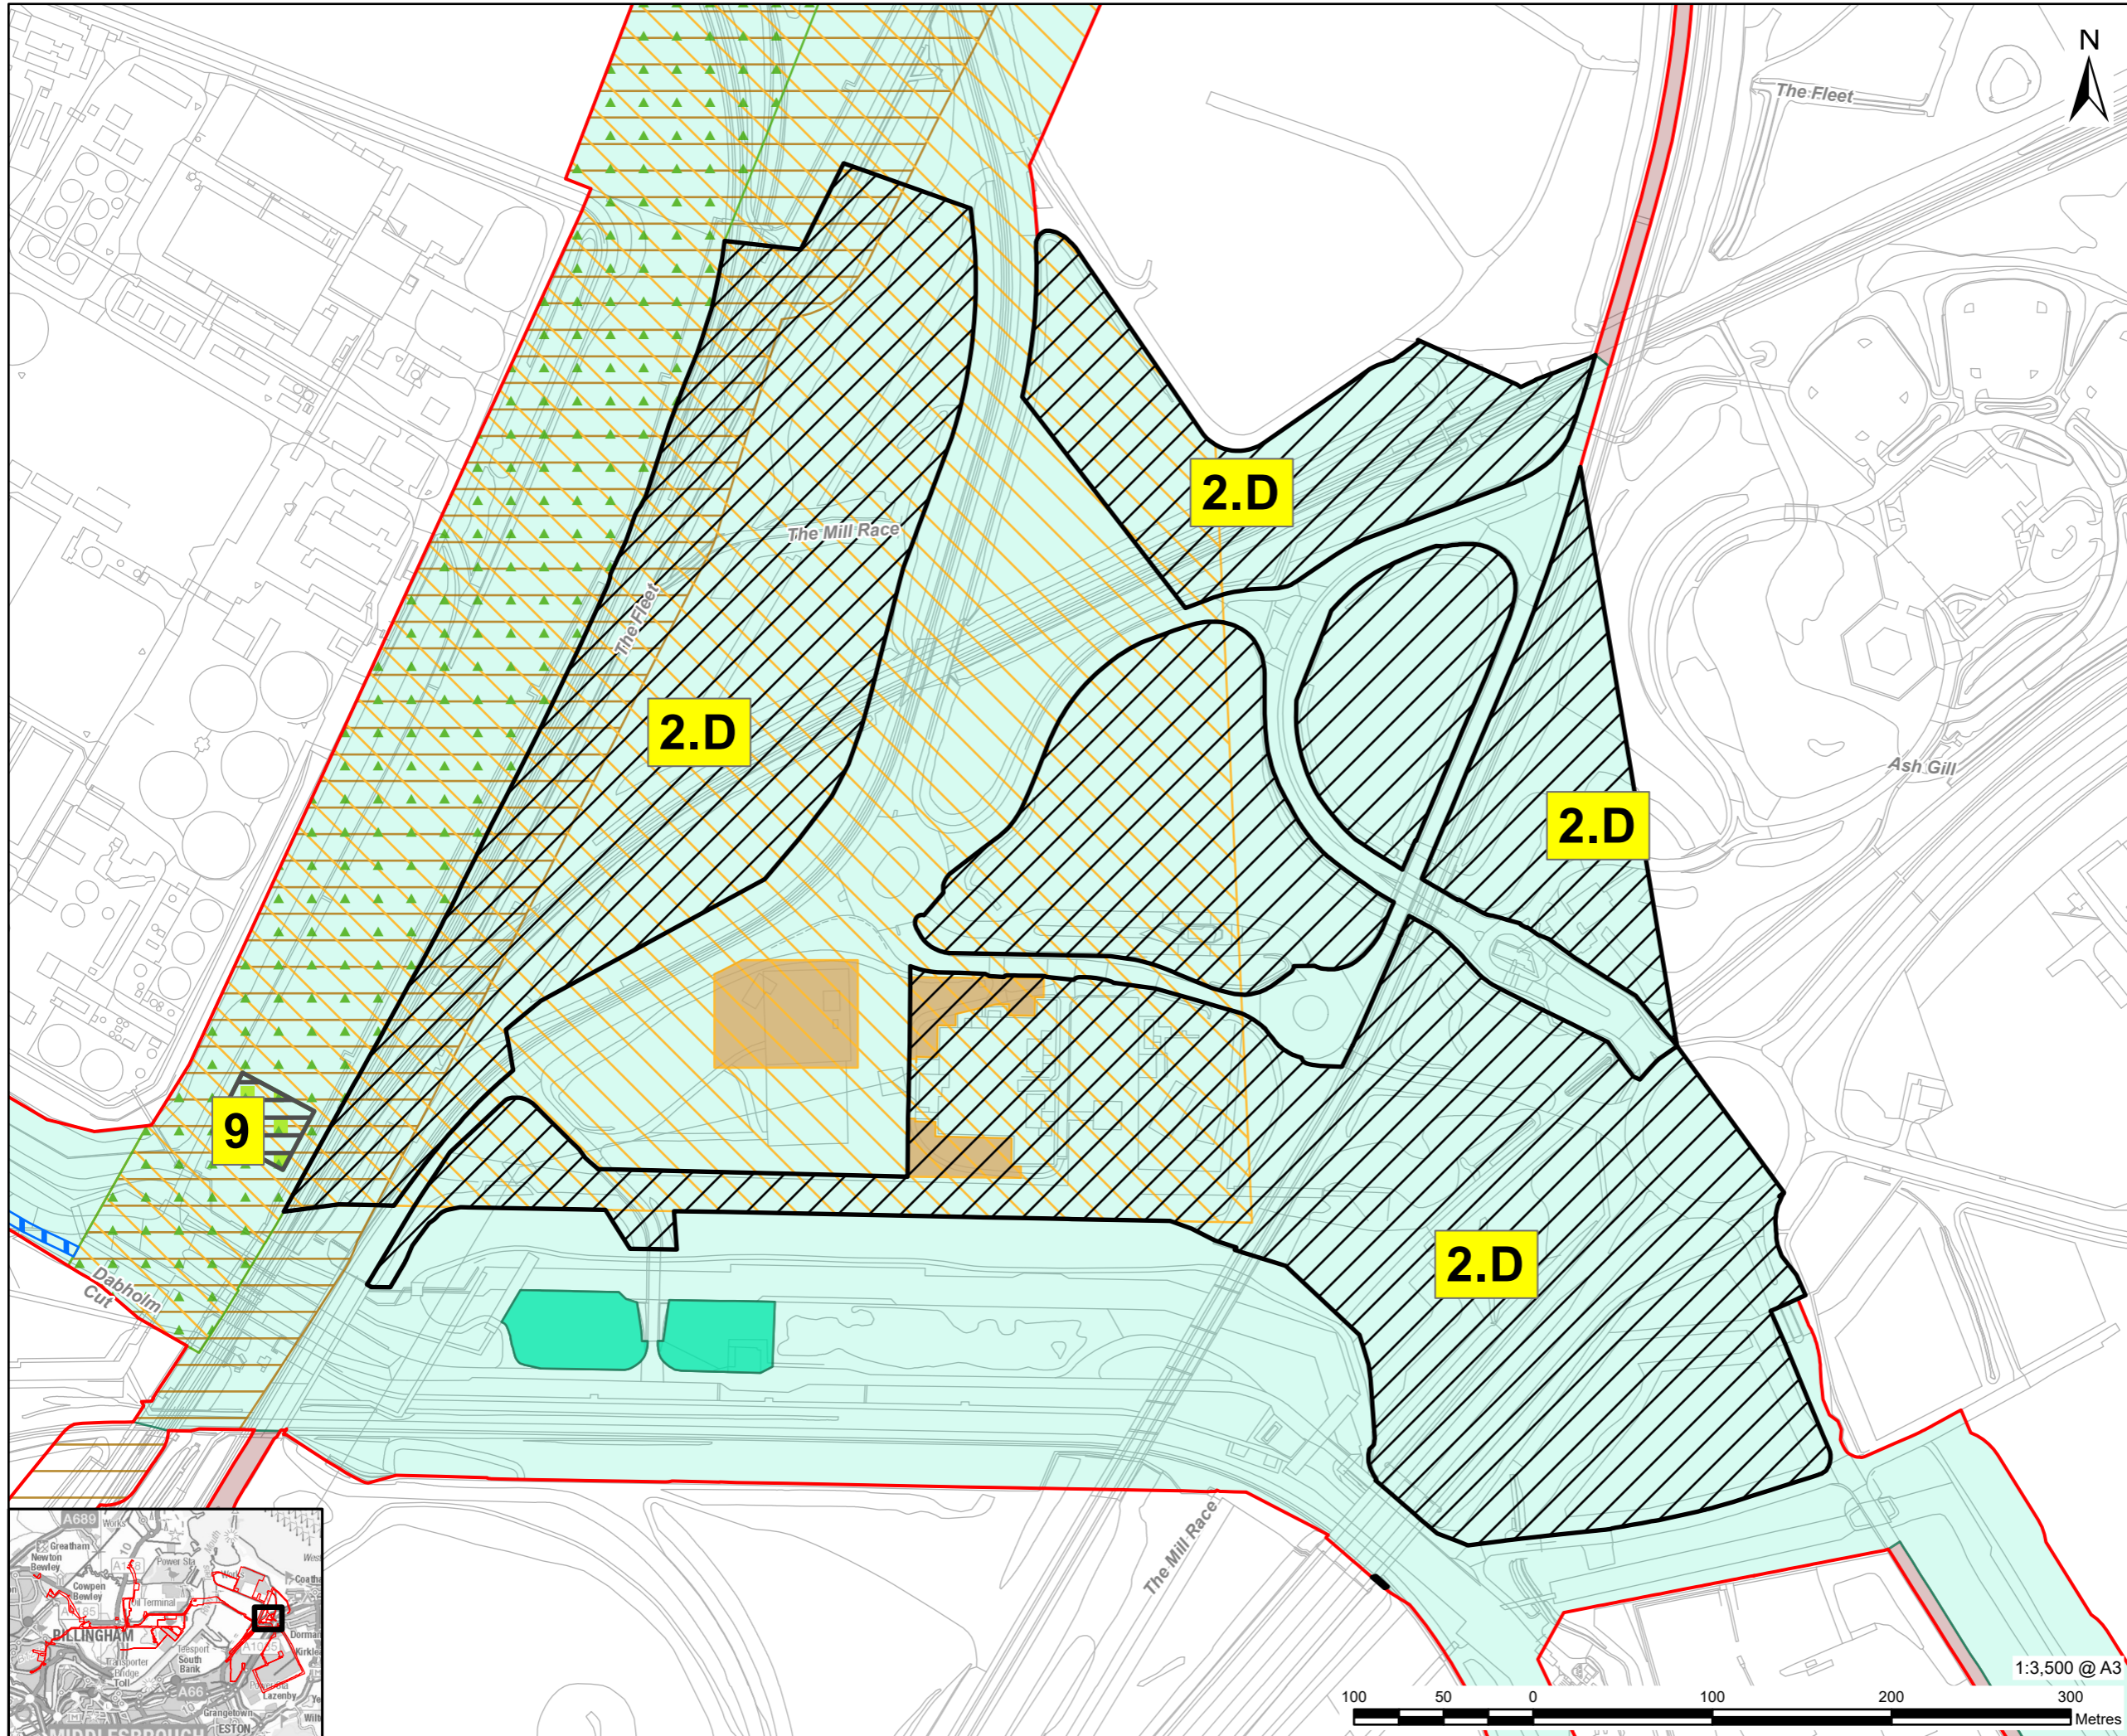 N
The Fleet
2.D
The Mill Race
The Fleet
2.D
Ash Gill
2.D
9
2.D
Dabholm
Cut
The Mill Race
1:3,500 @ A3
100 50 0 100 200 300
Metres
A689
Works
Greatham
Newton
Bewley
Cowpen
Bewley
Power Sta
Works
Oil Terminal
BILLINGHAM
Transporter
Bridge
Toll
Teesport
South
Bank
A66
Lazenby
Grangetown
ESTON
MIDDLESBROUGH